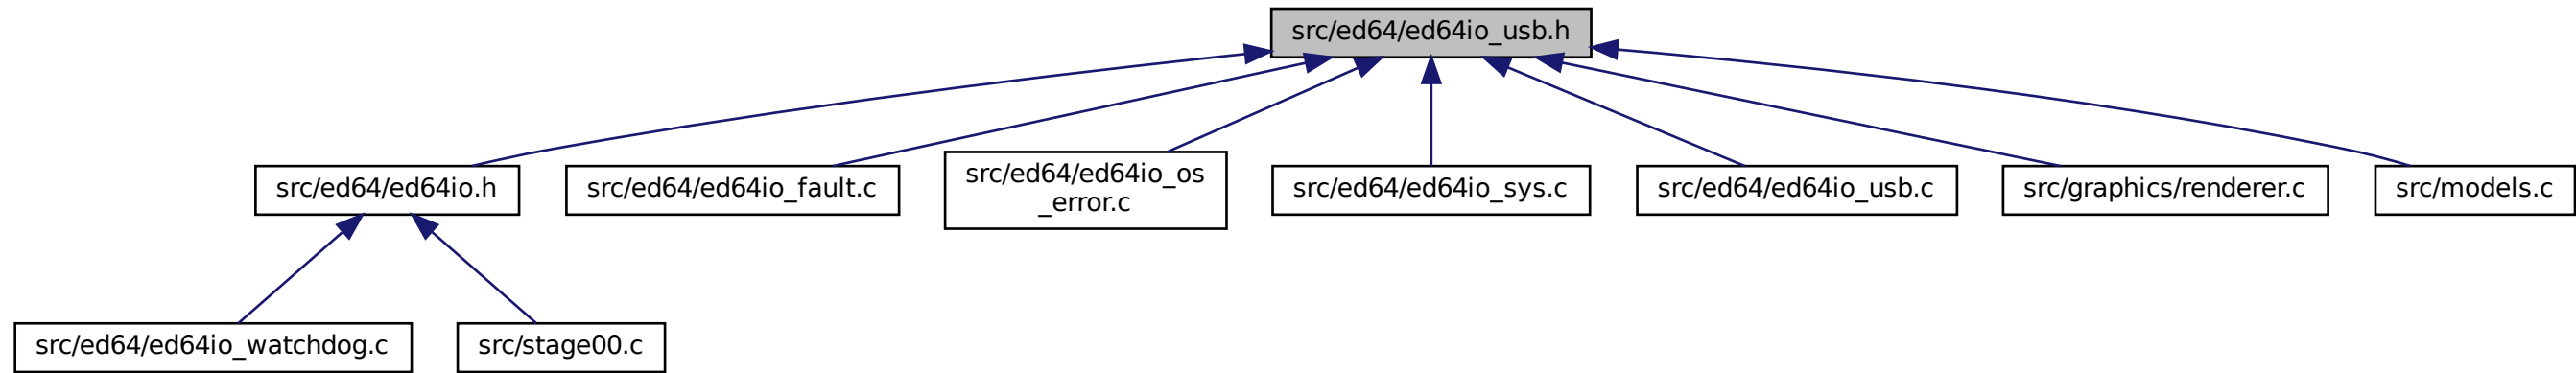 src/ed64/ed64io_usb.h
src/ed64/ed64io.h
src/ed64/ed64io_fault.c
src/ed64/ed64io_os
_error.c
src/ed64/ed64io_sys.c
src/ed64/ed64io_usb.c
src/graphics/renderer.c
src/models.c
src/ed64/ed64io_watchdog.c
src/stage00.c